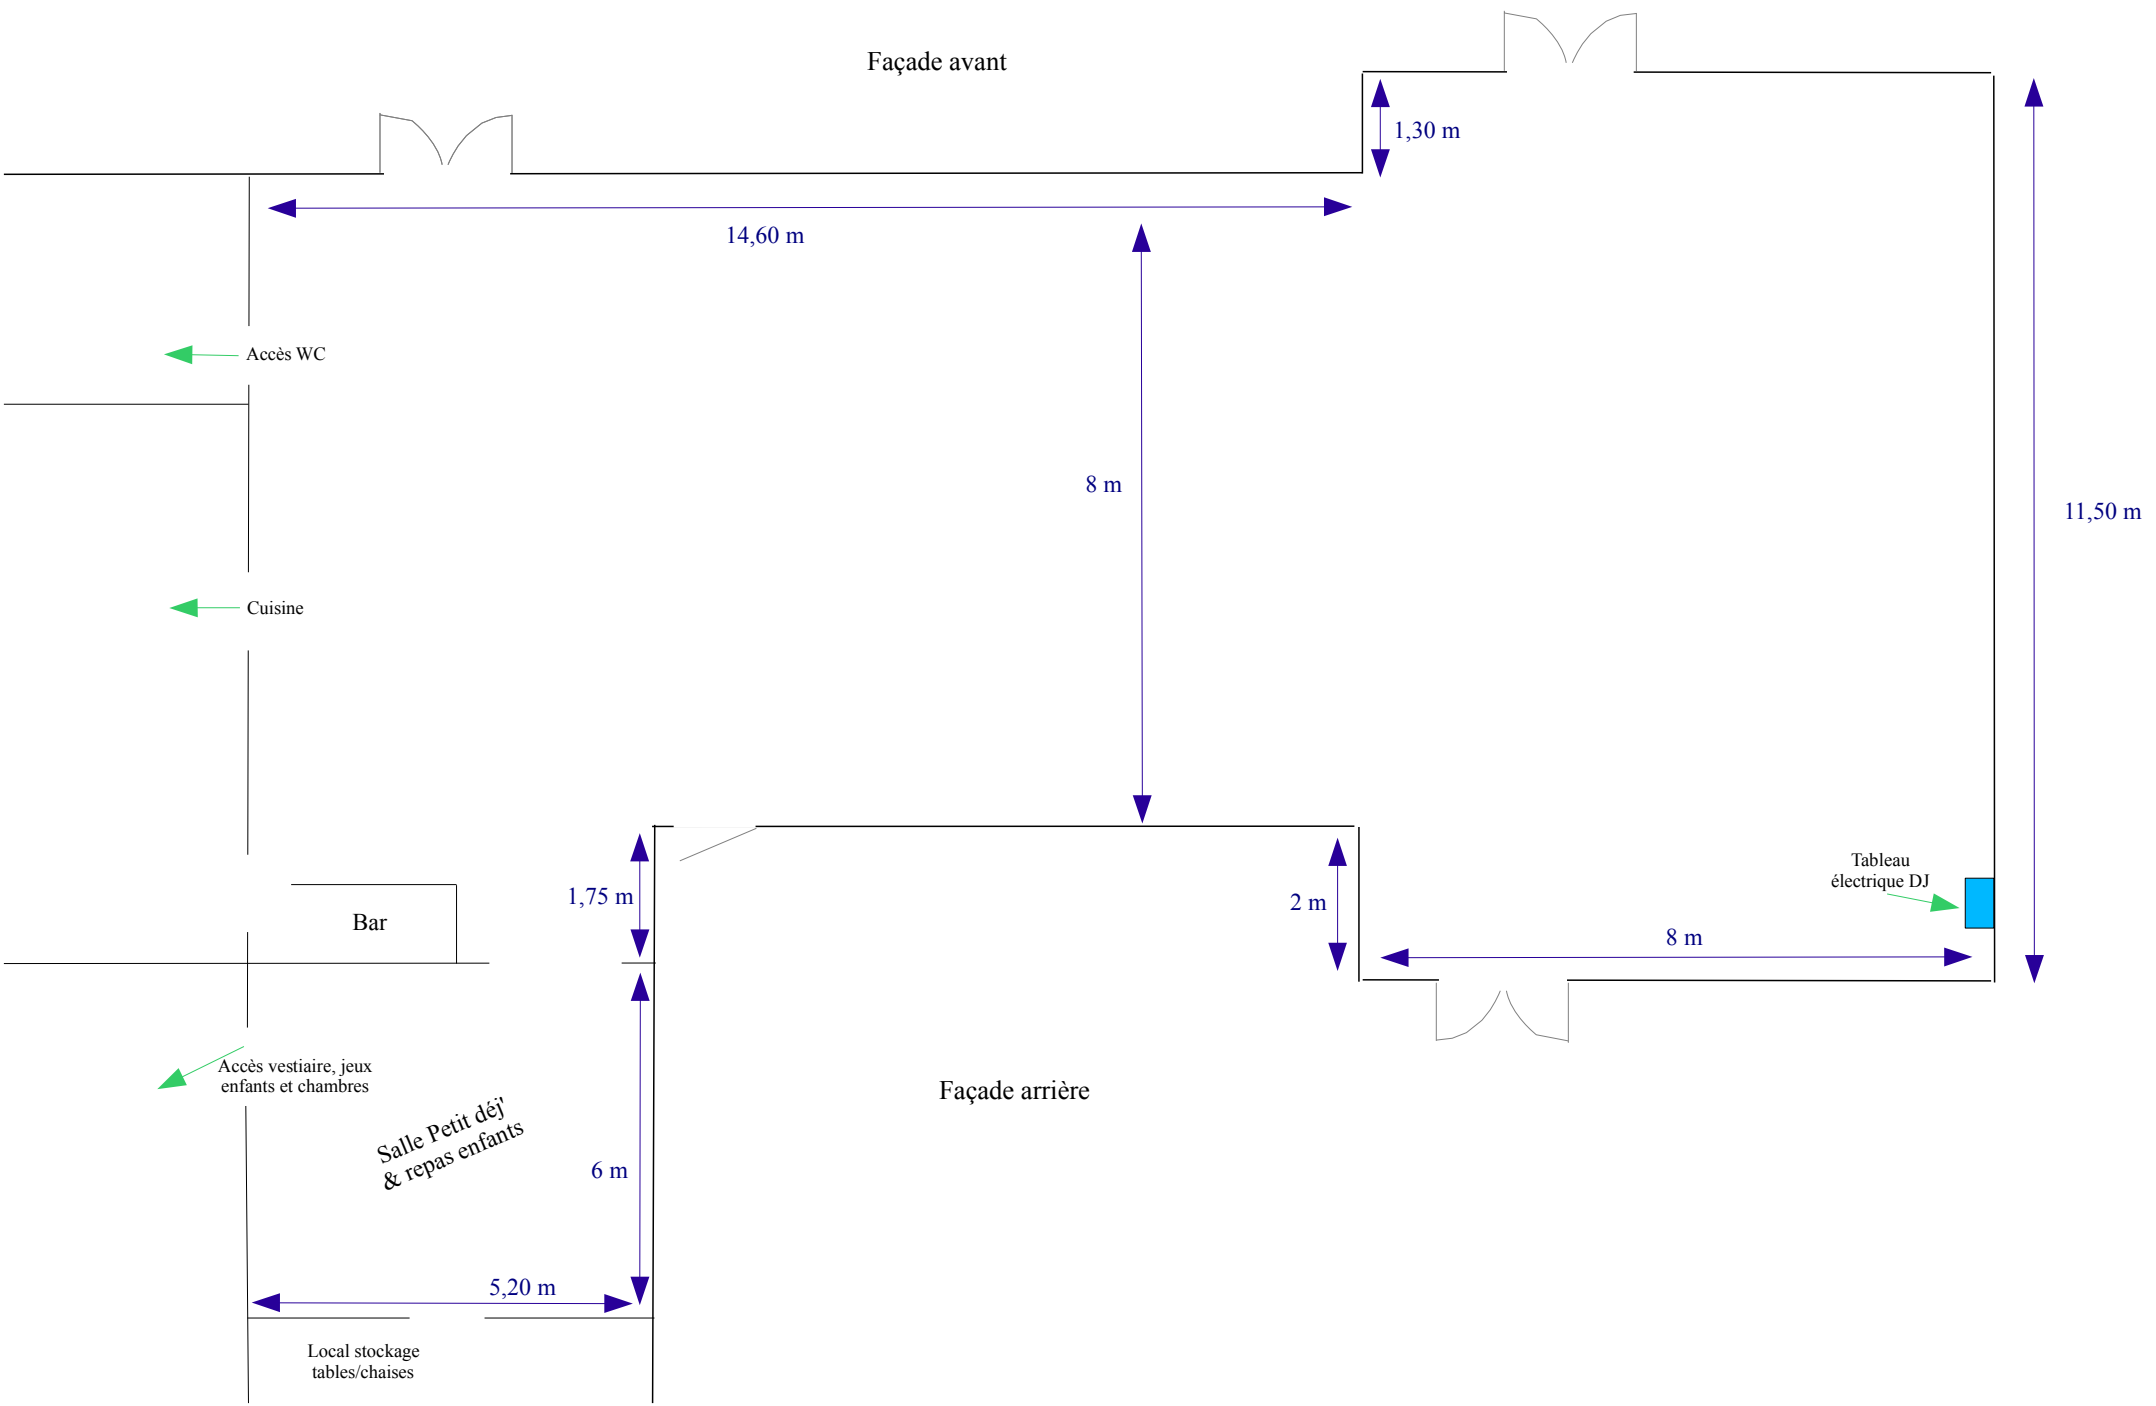 Façade avant
1,30 m
14,60 m
Accès WC
8 m
11,50 m
Cuisine
Tableau
électrique DJ
1,75 m
Bar
2 m
8 m
Accès vestiaire, jeux
enfants et chambres
Façade arrière
Salle Petit déj'
& repas enfants
6 m
5,20 m
Local stockage
tables/chaises